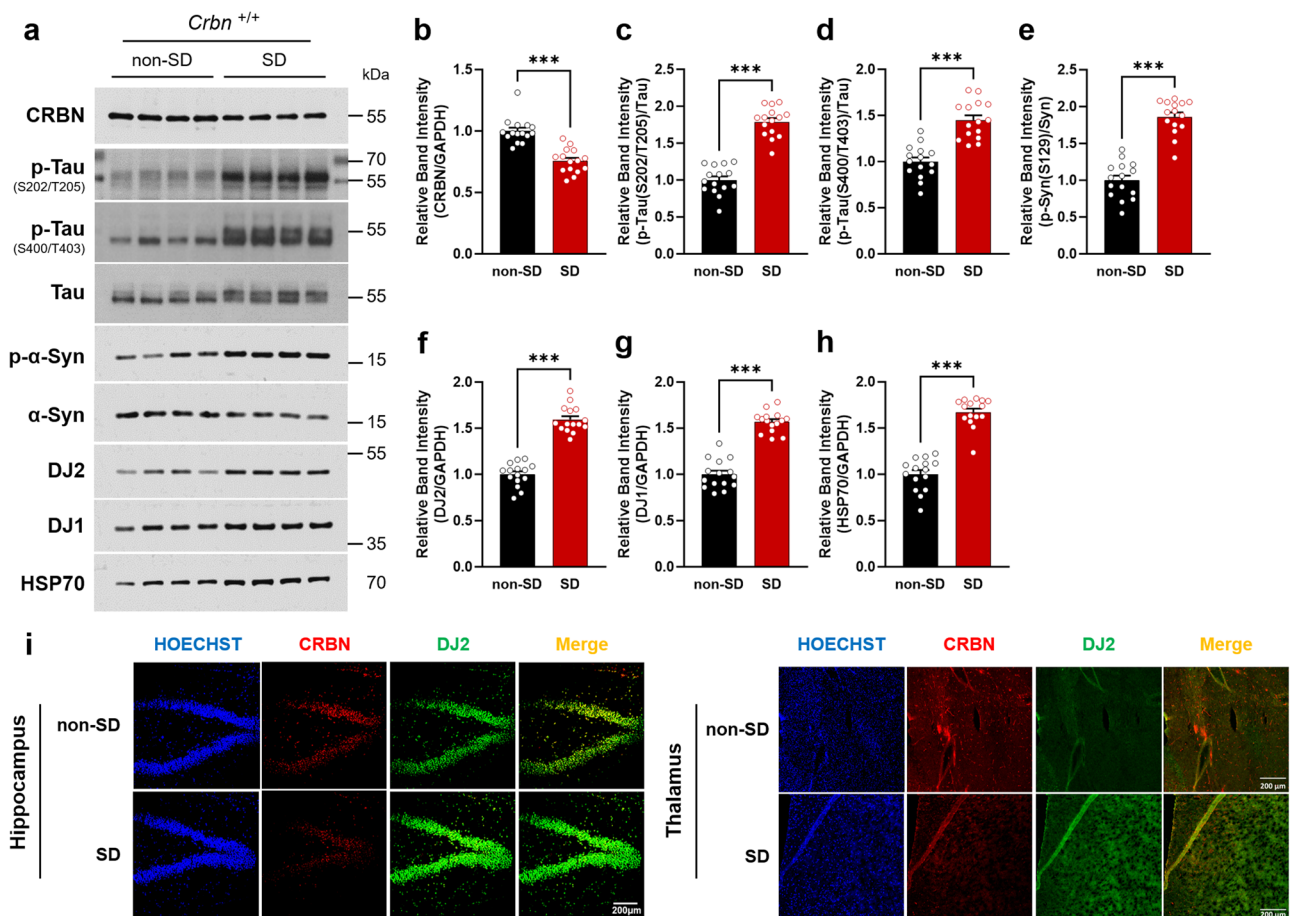 a
Crbn +/+
non-SD SD
kDa
CRBN
55
p-Tau
(S202/T205)
70
55
p-Tau
(S400/T403)
55
Tau
55
p-α-Syn
15
α-Syn
15
DJ2
55
DJ1
35
HSP70
70
b
Relative Band Intensity
(CRBN/GAPDH)
1.5
1.0
0.5
0.0
***
non-SD SD
c
Relative Band Intensity
(p-Tau(S202/T205)/Tau)
2.5
2.0
1.5
1.0
0.5
0.0
***
non-SD SD
d
Relative Band Intensity
(p-Tau(S400/T403)/Tau)
2.0
1.5
1.0
0.5
0.0
***
non-SD SD
e
Relative Band Intensity
(p-Syn(S129)/Syn)
2.5
2.0
1.5
1.0
0.5
0.0
***
non-SD SD
f
Relative Band Intensity
(DJ2/GAPDH)
2.0
1.5
1.0
0.5
0.0
***
non-SD SD
g
Relative Band Intensity
(DJ1/GAPDH)
2.0
1.5
1.0
0.5
0.0
***
non-SD SD
h
Relative Band Intensity
(HSP70/GAPDH)
2.0
1.5
1.0
0.5
0.0
***
non-SD SD
i
HOECHST CRBN DJ2 Merge
Hippocampus
non-SD
SD
200μm
HOECHST CRBN DJ2 Merge
Thalamus
non-SD
200 μm
SD
200 μm